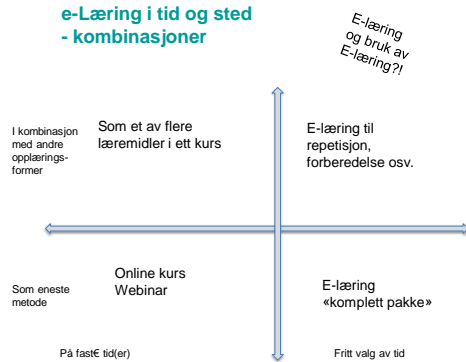 e-Læring i tid og sted
- kombinasjoner
E-læring
og bruk av
E-læring?!
I kombinasjon
med andre
opplærings-
former
Som et av flere
læremidler i ett kurs
E-læring til
repetisjon,
forberedelse osv.
Som eneste
metode
Online kurs
Webinar
E-læring
«komplett pakke»
På fast€ tid(er)
Fritt valg av tid